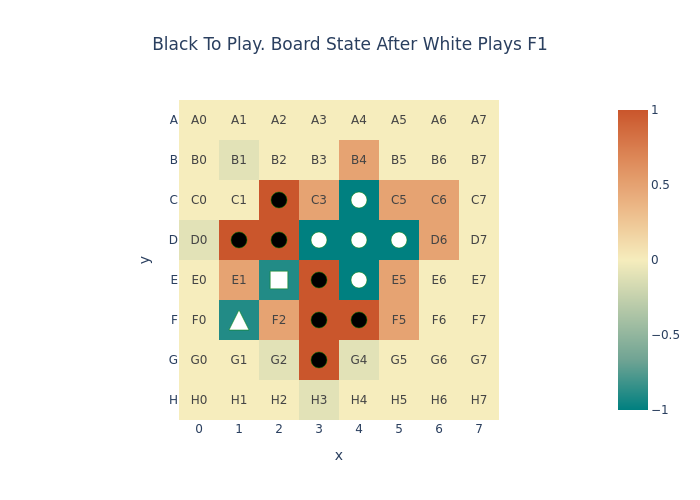 Black To Play. Board State After White Plays F1
A A0 A1 A2 A3 A4 A5 A6 A7
B B0 B1 B2 B3 B4 B5 B6 B7
C C0 C1 C3 C5 C6 C7
D D0 D6 D7
E E0 E1 E5 E6 E7
F F0 F2 F5 F6 F7
G G0 G1 G2 G4 G5 G6 G7
H H0 H1 H2 H3 H4 H5 H6 H7
0 1 2 3 4 5 6 7
x
y
1
0.5
0
−0.5
−1